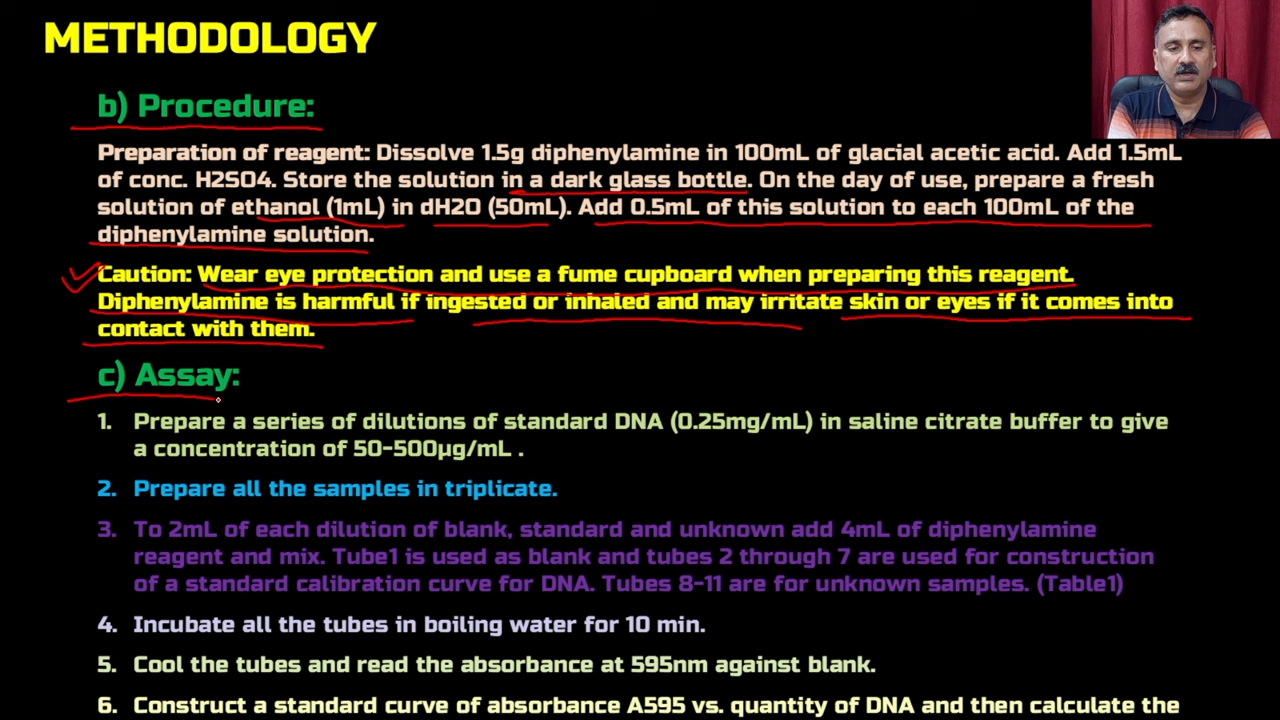 METHODOLOGY
b) Procedure:
Preparation of reagent: Dissolve 1.5g diphenylamine in 100mL of glacial acetic acid. Add 1.5mL
of conc. H2SO4. Store the solution in a dark glass bottle. On the day of use, prepare a fresh
solution of ethanol (1mL) in dH2O (50mL). Add 0.5mL of this solution to each 100mL of the
diphenylamine solution.
Caution: Wear eye protection and use a fume cupboard when preparing this reagent.
Diphenylamine is harmful if ingested or inhaled and may irritate skin or eyes if it comes into
contact with them.
c) Assay:
1. Prepare a series of dilutions of standard DNA (0.25mg/mL) in saline citrate buffer to give
a concentration of 50-500µg/mL .
2. Prepare all the samples in triplicate.
3. To 2mL of each dilution of blank, standard and unknown add 4mL of diphenylamine
reagent and mix. Tube1 is used as blank and tubes 2 through 7 are used for construction
of a standard calibration curve for DNA. Tubes 8-11 are for unknown samples. (Table1)
4. Incubate all the tubes in boiling water for 10 min.
5. Cool the tubes and read the absorbance at 595nm against blank.
6. Construct a standard curve of absorbance A595 vs. quantity of DNA and then calculate the